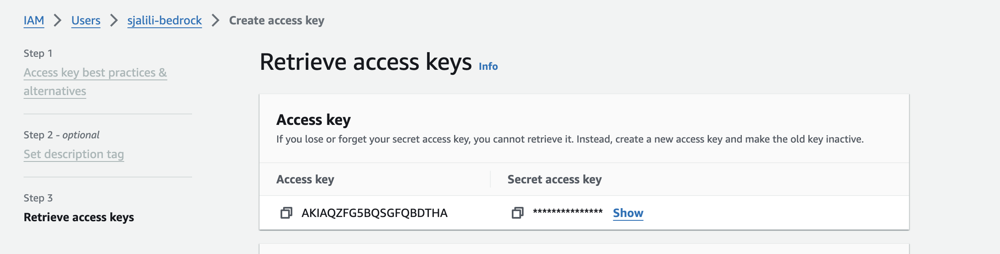 IAM > Users > sjalili-bedrock > Create access key
Step 1
Access key best practices &
alternatives
Step 2 - optional
Set description tag
Step 3
Retrieve access keys
Retrieve access keys Info
Access key
If you lose or forget your secret access key, you cannot retrieve it. Instead, create a new access key and make the old key inactive.
Access key Secret access key
AKIAQZFG5BQSGFQBDTHA *************** Show